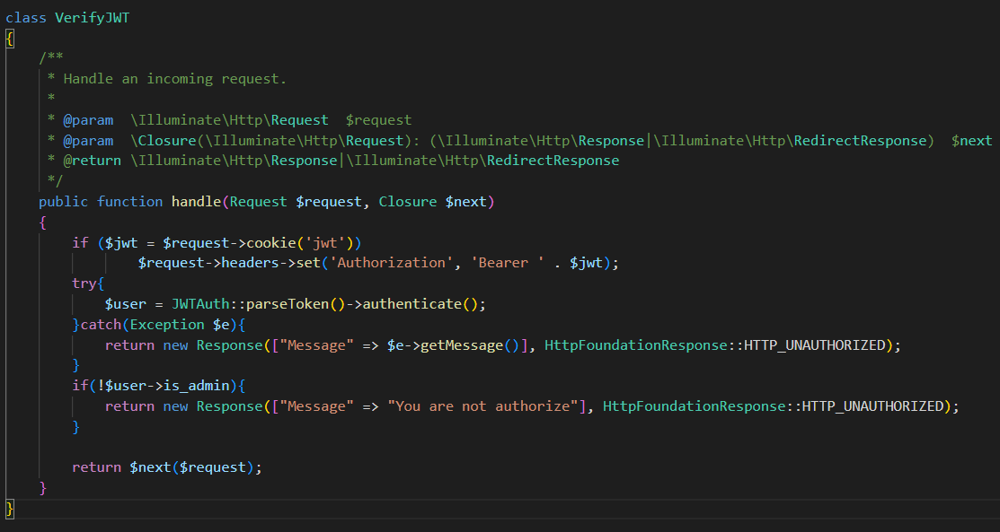 class VerifyJWT
{
    /**
     * Handle an incoming request.
     *
     * @param  \Illuminate\Http\Request  $request
     * @param  \Closure(\Illuminate\Http\Request): (\Illuminate\Http\Response|\Illuminate\Http\RedirectResponse)  $next
     * @return \Illuminate\Http\Response|\Illuminate\Http\RedirectResponse
     */
    public function handle(Request $request, Closure $next)
    {
        if ($jwt = $request->cookie('jwt'))
                $request->headers->set('Authorization', 'Bearer ' . $jwt);
        try{
            $user = JWTAuth::parseToken()->authenticate();
        }catch(Exception $e){
            return new Response(["Message" => $e->getMessage()], HttpFoundationResponse::HTTP_UNAUTHORIZED);
        }
        if(!$user->is_admin){
            return new Response(["Message" => "You are not authorize"], HttpFoundationResponse::HTTP_UNAUTHORIZED);
        }

        return $next($request);
    }
}